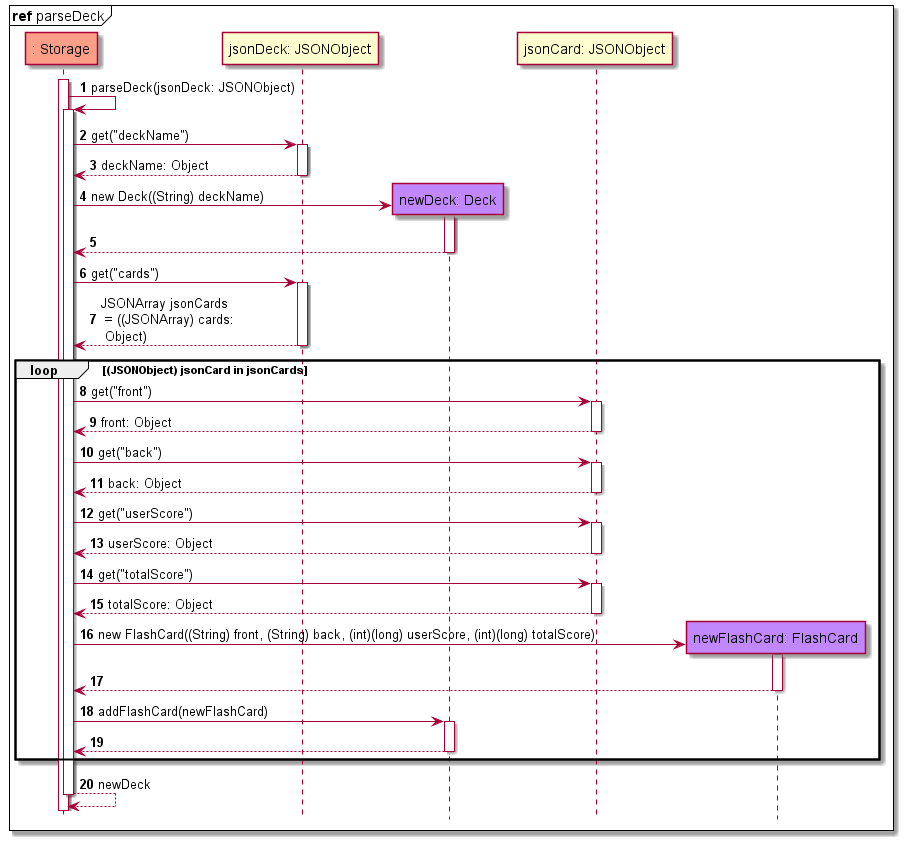 ref parseDeck
: Storage
jsonDeck: JSONObject
jsonCard: JSONObject
1 parseDeck(jsonDeck: JSONObject)
2 get("deckName")
3 deckName: Object
4 new Deck((String) deckName)
newDeck: Deck
5
6 get("cards")
JSONArray jsonCards
7 = ((JSONArray) cards:
Object)
loop [(JSONObject) jsonCard in jsonCards]
8 get("front")
9 front: Object
10 get("back")
11 back: Object
12 get("userScore")
13 userScore: Object
14 get("totalScore")
15 totalScore: Object
16 new FlashCard((String) front, (String) back, (int)(long) userScore, (int)(long) totalScore)
newFlashCard: FlashCard
17
18 addFlashCard(newFlashCard)
19
20 newDeck